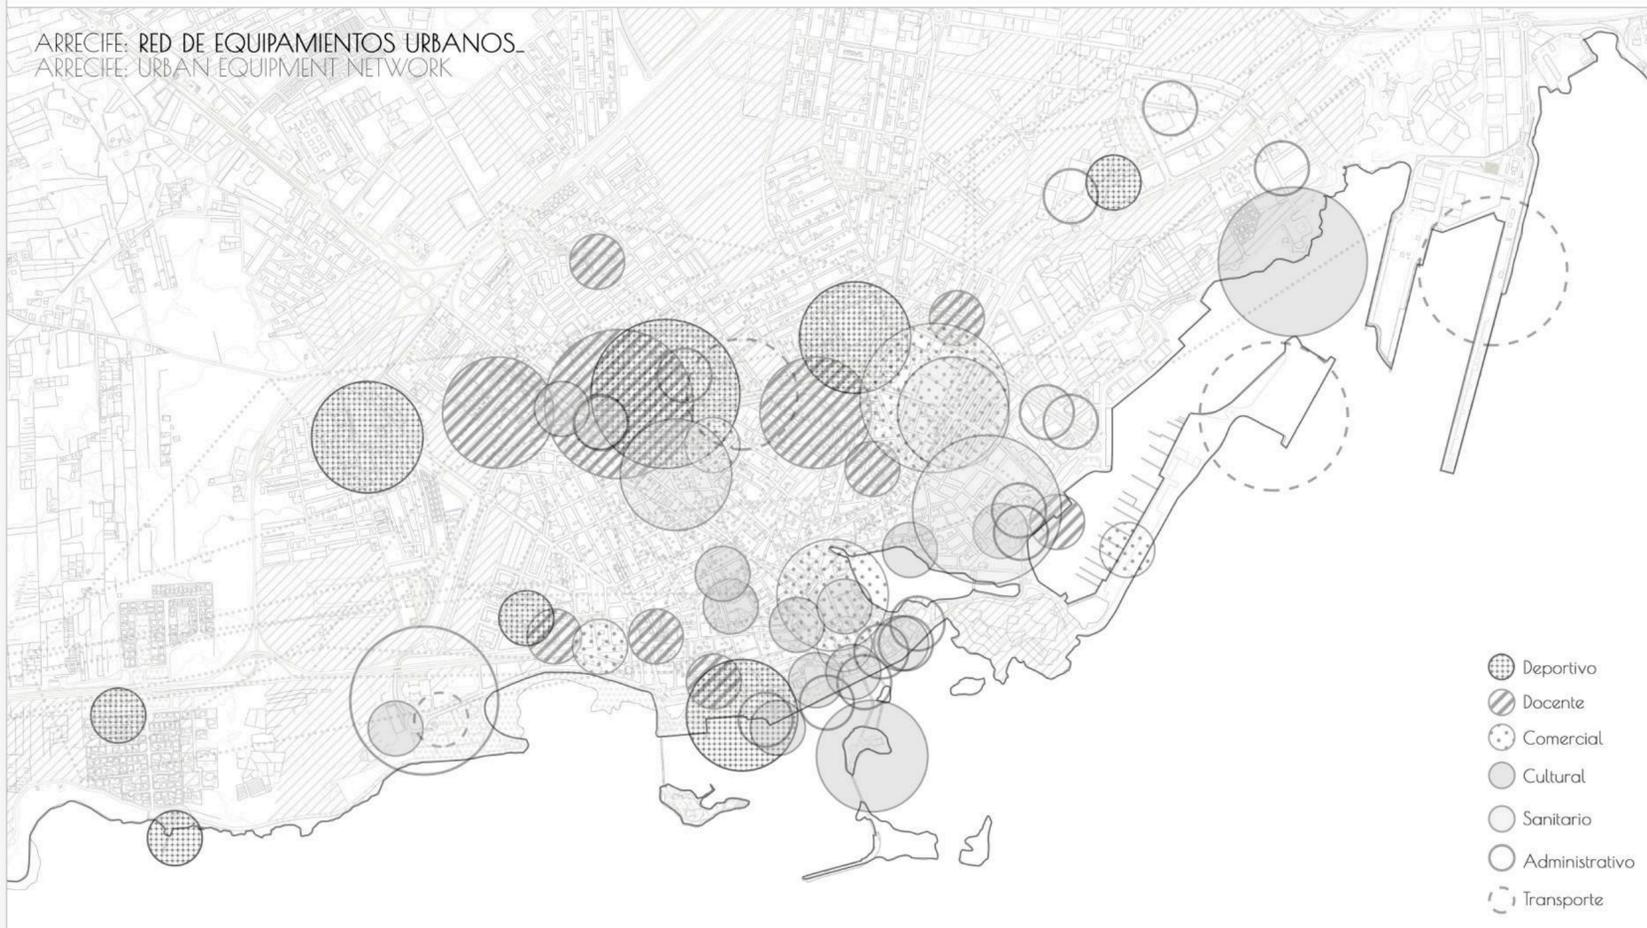 ARRECIFE: RED DE EQUIPAMIENTOS URBANOS_
ARRECIFE: URBAN EQUIPMENT NETWORK
Deportivo
Docente
Comercial
Cultural
Sanitario
Administrativo
Transporte